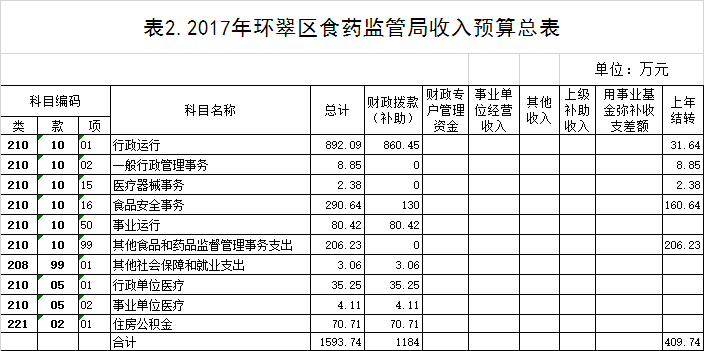 表2.2017年环翠区食药监管局收入预算总表
单位：万元
科目编码 科目名称 总计 财政拨款（补助） 财政专户管理资金 事业单位经营收入 其他收入 上级补助收入 用事业基金弥补收支差额 上年结转
类 款 项
210 10 01 行政运行 892.09 860.45 31.64
210 10 02 一般行政管理事务 8.85 0 8.85
210 10 15 医疗器械事务 2.38 0 2.38
210 10 16 食品安全事务 290.64 130 160.64
210 10 50 事业运行 80.42 80.42
210 10 99 其他食品和药品监督管理事务支出 206.23 0 206.23
208 99 01 其他社会保障和就业支出 3.06 3.06
210 05 01 行政单位医疗 35.25 35.25
210 05 02 事业单位医疗 4.11 4.11
221 02 01 住房公积金 70.71 70.71
合计 1593.74 1184 409.74